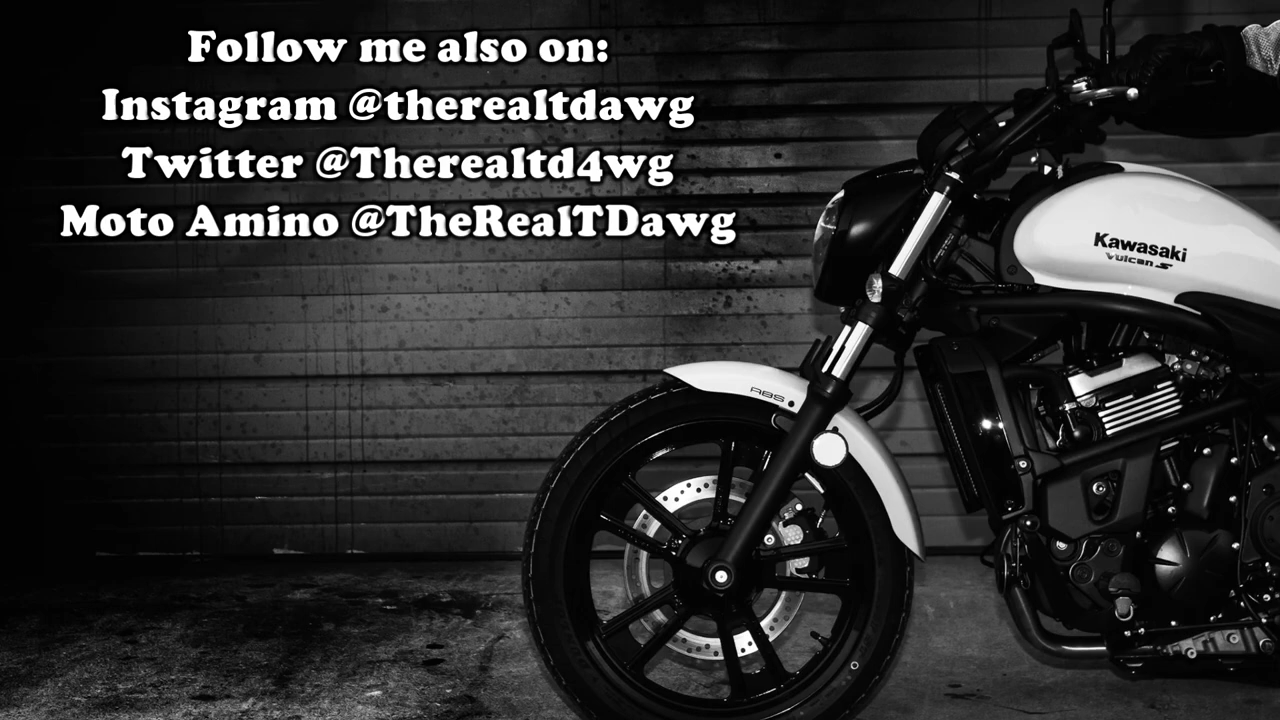 Follow me also on:
Instagram @therealtdawg
Twitter @Therealtd4wg
Moto Amino @TheRealTDawg
Kawasaki
Vulcan S
ABS